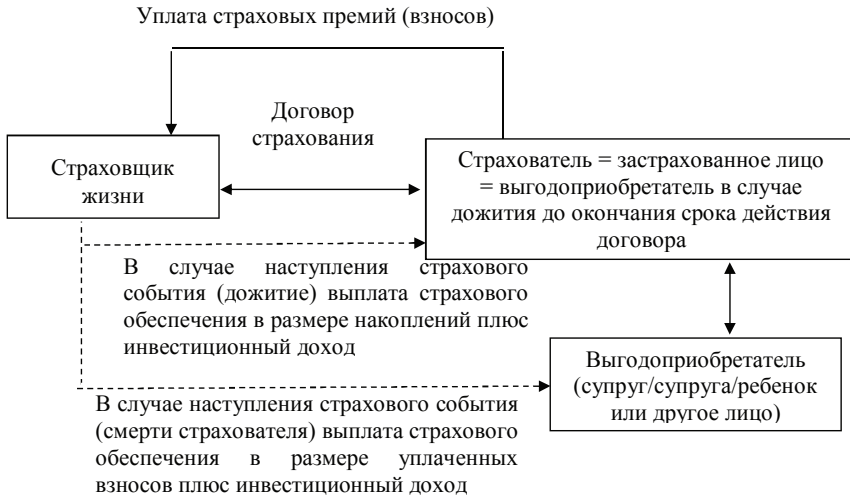 Уплата страховых премий (взносов)
Договор
страхования
Страховщик
жизни
Страхователь = застрахованное лицо
= выгодоприобретатель в случае
дожития до окончания срока действия
договора
В случае наступления страхового
события (дожитие) выплата страхового
обеспечения в размере накоплений плюс
инвестиционный доход
Выгодоприобретатель
(супруг/супруга/ребенок
или другое лицо)
В случае наступления страхового события
(смерти страхователя) выплата страхового
обеспечения в размере уплаченных
взносов плюс инвестиционный доход